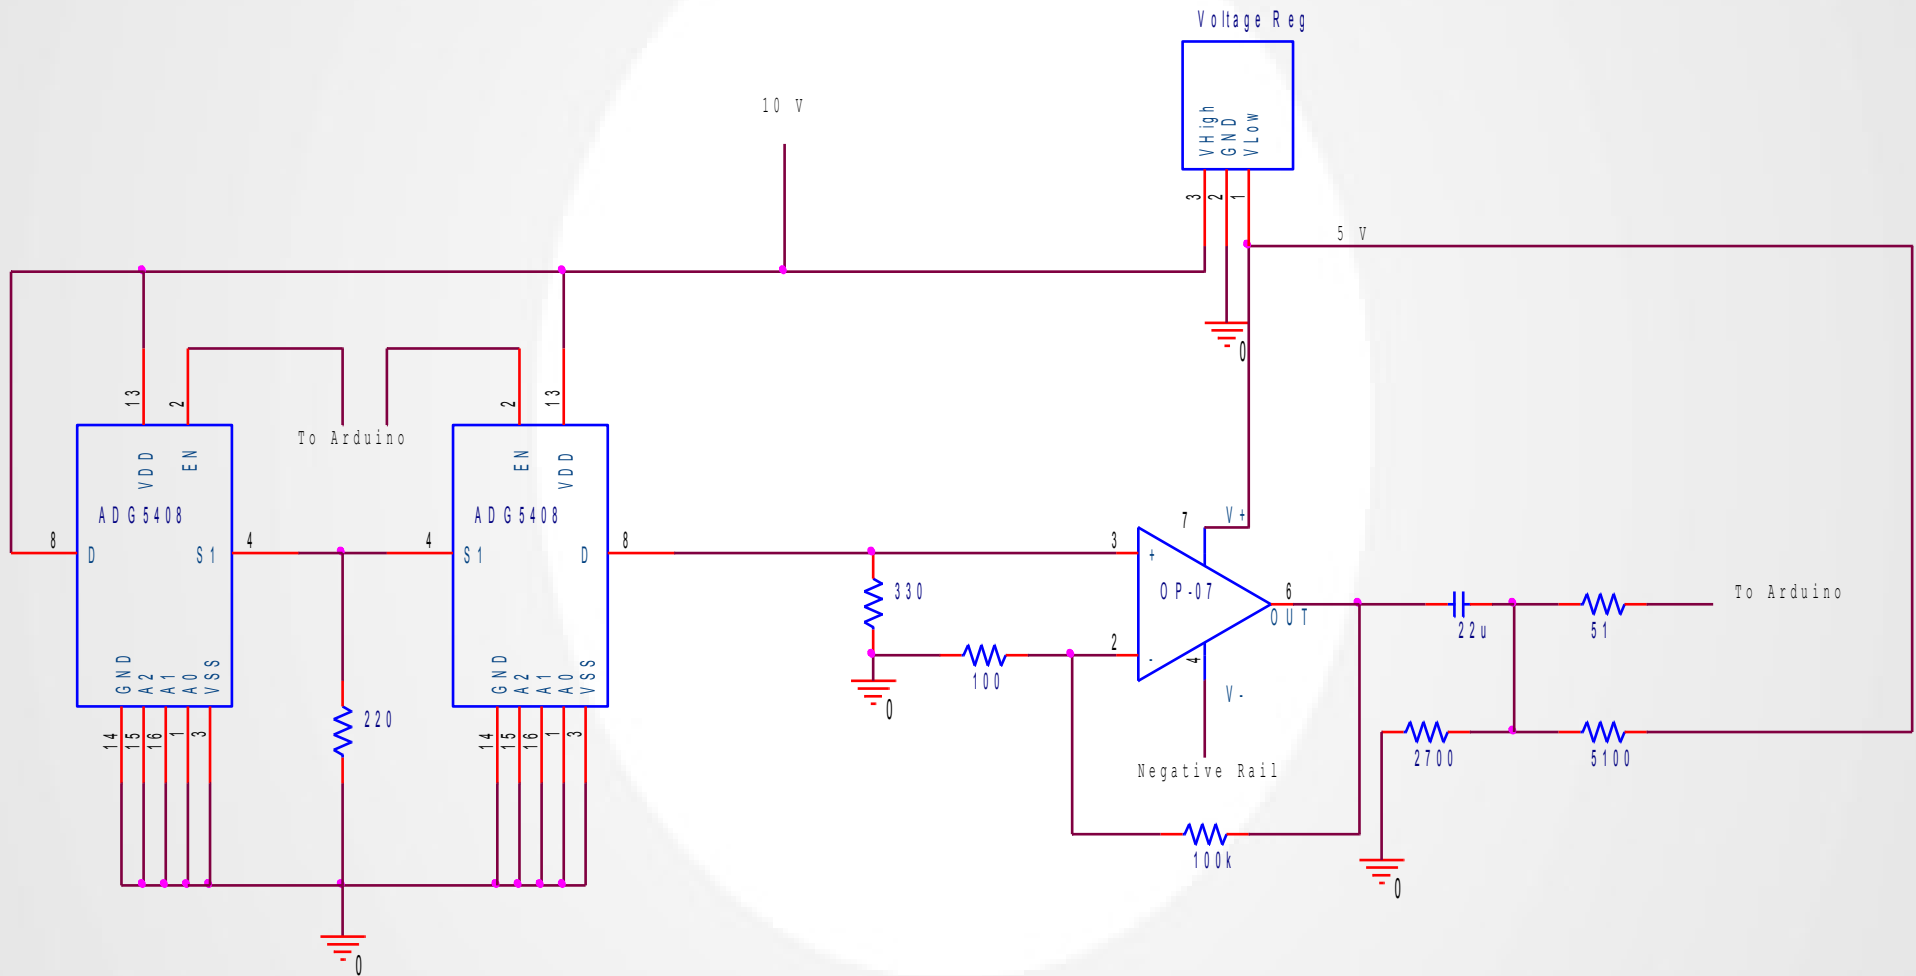 Voltage Reg
10 V
VHigh
GND
VLow
3
2
1
5 V
0
13
2
2
13
To Arduino
VDD
EN
EN
VDD
ADG5408
ADG5408
8
D
S1
4
4
S1
D
8
3
+
7
V+
OP-07
6
OUT
330
2
-
4
V-
100
0
22u
51
To Arduino
2700
5100
Negative Rail
100k
0
GND
A2
A1
A0
VSS
GND
A2
A1
A0
VSS
220
14
15
16
1
3
14
15
16
1
3
0